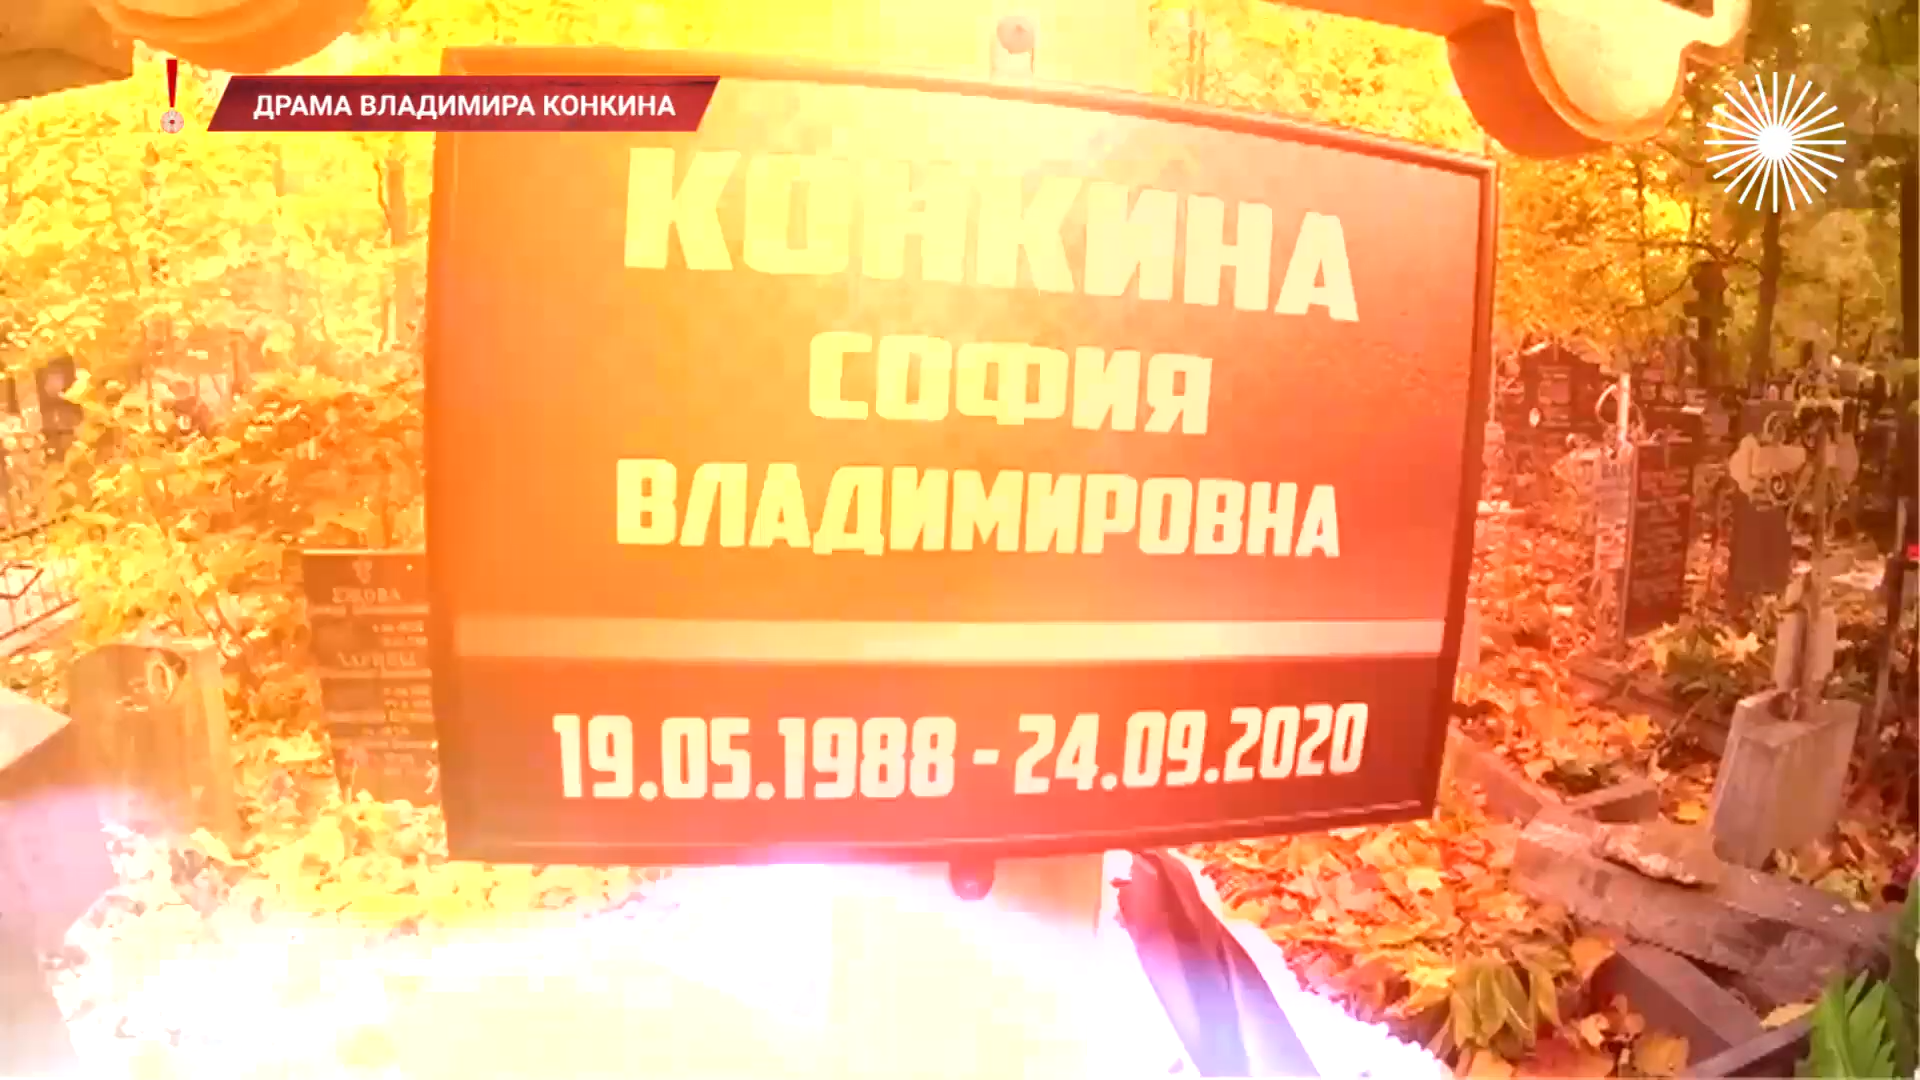 ДРАМА ВЛАДИМИРА КОНКИНА
КОНКИНА
СОФИЯ
ВЛАДИМИРОВНА
19.05.1988 - 24.09.2020